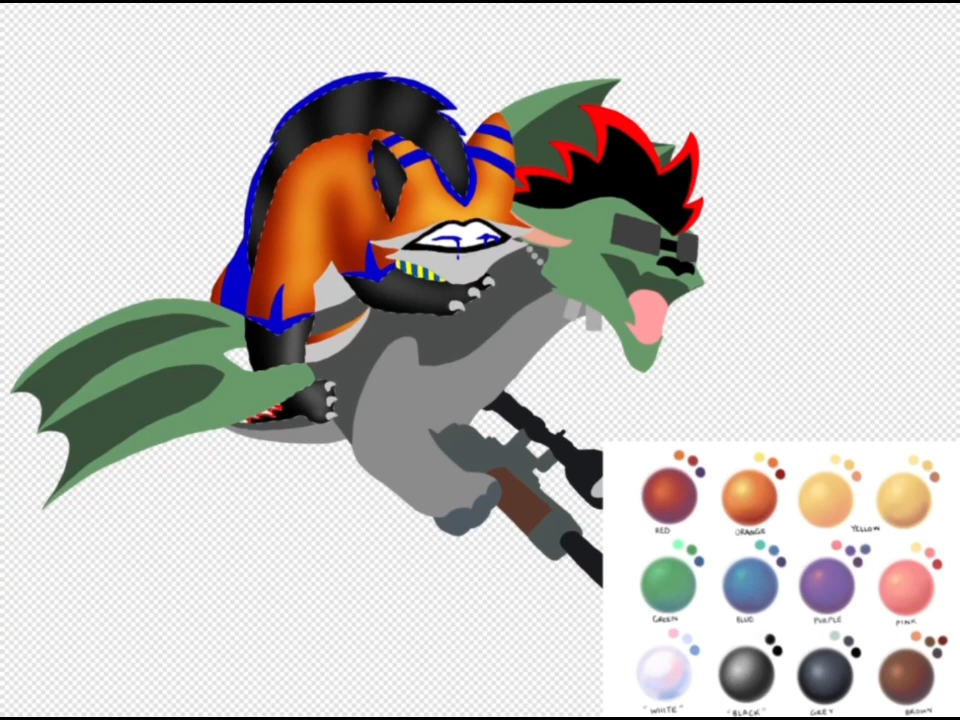 RED ORANGE YELLOW
GREEN BLUE PURPLE PINK
"WHITE" "BLACK" GREY BROWN